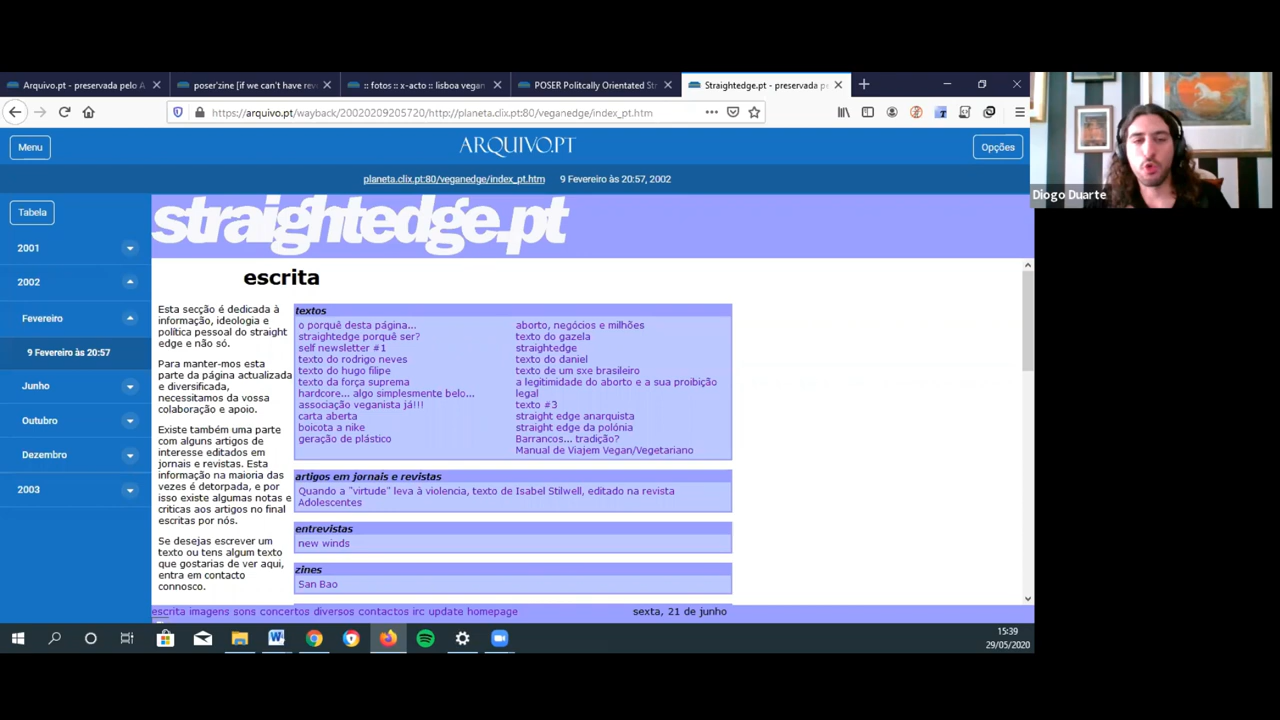 Arquivo.pt - preservada pelo A
poser'zine [if we can't have rev
:: fotos :: x-acto :: lisboa vegan
POSER Politcally Orientated St
Straightedge.pt - preservada pe
https://arquivo.pt/wayback/20020209205720/http://planeta.clix.pt:80/veganedge/index_pt.htm
Menu
ARQUIVO.PT
Opções
planeta.clix.pt:80/veganedge/index_pt.htm 9 Fevereiro às 20:57, 2002
Diogo Duarte
Tabela
2001
2002
Fevereiro
9 Fevereiro às 20:57
Junho
Outubro
Dezembro
2003
straightedge.pt
escrita
Esta secção é dedicada à
informação, ideologia e
política pessoal do straight
edge e não só.
Para manter-mos esta
parte da página actualizada
e diversificada,
necessitamos da vossa
colaboração e apoio.
Existe também uma parte
com alguns artigos de
interesse editados em
jornais e revistas. Esta
informação na maioria das
vezes é detorpada, e por
isso existe algumas notas e
criticas aos artigos no final
escritas por nós.
Se desejas escrever um
texto ou tens algum texto
que gostarias de ver aqui,
entra em contacto
connosco.
textos
o porquê desta página...
straightedge porquê ser?
self newsletter #1
texto do rodrigo neves
texto do hugo filipe
texto da força suprema
hardcore... algo simplesmente belo...
associação veganista já!!!
carta aberta
boicota a nike
geração de plástico
aborto, negócios e milhões
texto do gazela
straightedge
texto do daniel
texto de um sxe brasileiro
a legitimidade do aborto e a sua proibição
legal
texto #3
straight edge anarquista
straight edge da polónia
Barrancos... tradição?
Manual de Viajem Vegan/Vegetariano
artigos em jornais e revistas
Quando a "virtude" leva à violencia, texto de Isabel Stilwell, editado na revista
Adolescentes
entrevistas
new winds
zines
San Bao
escrita imagens sons concertos diversos contactos irc update homepage
sexta, 21 de junho
15:39
29/05/2020